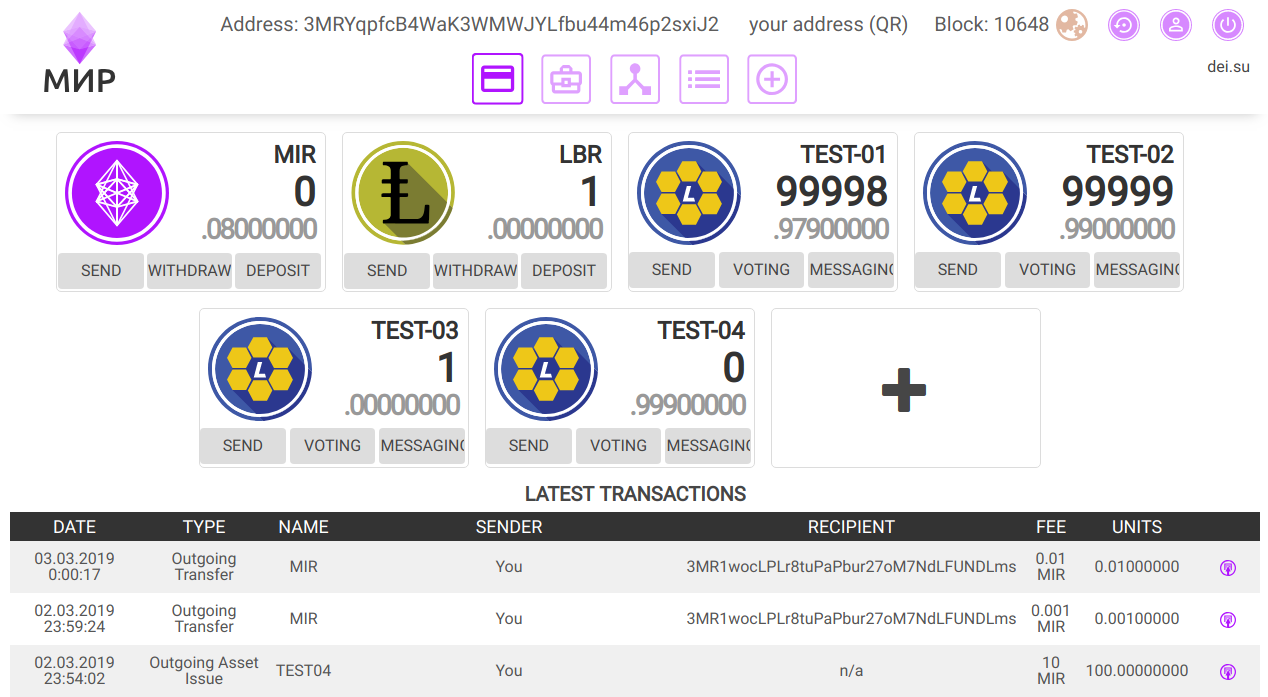 Address: 3MRYqpfcB4WaK3WMWJYLfbu44m46p2sxiJ2 your address (QR) Block: 10648
МИР
dei.su
MIR
0
.08000000
SEND WITHDRAW DEPOSIT
LBR
1
.00000000
SEND WITHDRAW DEPOSIT
TEST-01
99998
.97900000
SEND VOTING MESSAGING
TEST-02
99999
.99000000
SEND VOTING MESSAGING
TEST-03
1
.00000000
SEND VOTING MESSAGING
TEST-04
0
.99900000
SEND VOTING MESSAGING
LATEST TRANSACTIONS
DATE TYPE NAME SENDER RECIPIENT FEE UNITS
03.03.2019 0:00:17 Outgoing Transfer MIR You 3MR1wocLPLr8tuPaPbur27oM7NdLFUNDLms 0.01 MIR 0.01000000
02.03.2019 23:59:24 Outgoing Transfer MIR You 3MR1wocLPLr8tuPaPbur27oM7NdLFUNDLms 0.001 MIR 0.00100000
02.03.2019 23:54:02 Outgoing Asset Issue TEST04 You n/a 10 MIR 100.00000000